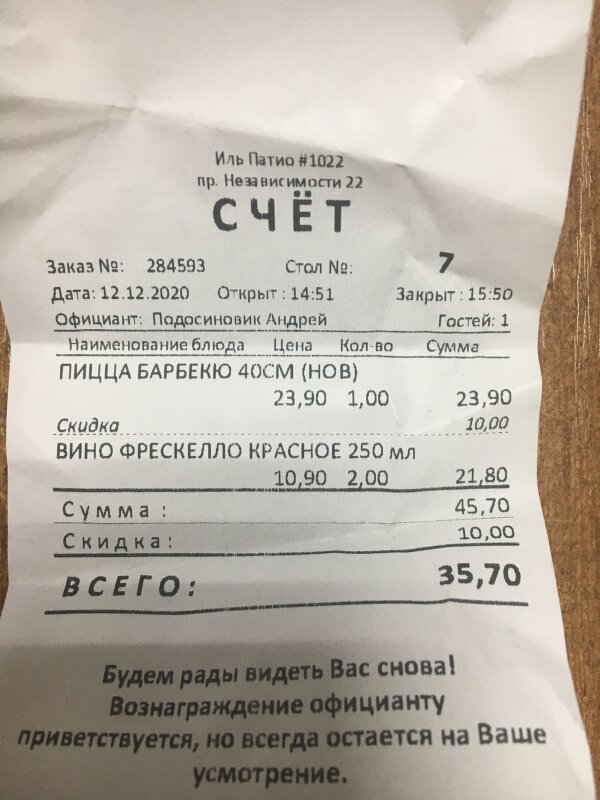 Иль Патио #1022
пр. Независимости 22
СЧЁТ
Заказ №: 284593 Стол №: 7
Дата: 12.12.2020 Открыт : 14:51 Закрыт : 15:50
Официант: Подосиновик Андрей Гостей: 1
Наименование блюда Цена Кол-во Сумма
ПИЦЦА БАРБЕКЮ 40СМ (НОВ)
23,90 1,00 23,90
Скидка 10,00
ВИНО ФРЕСКЕЛЛО КРАСНОЕ 250 мл
10,90 2,00 21,80
Сумма : 45,70
Скидка: 10,00
ВСЕГО: 35,70
Будем рады видеть Вас снова!
Вознаграждение официанту
приветствуется, но всегда остается на Ваше
усмотрение.